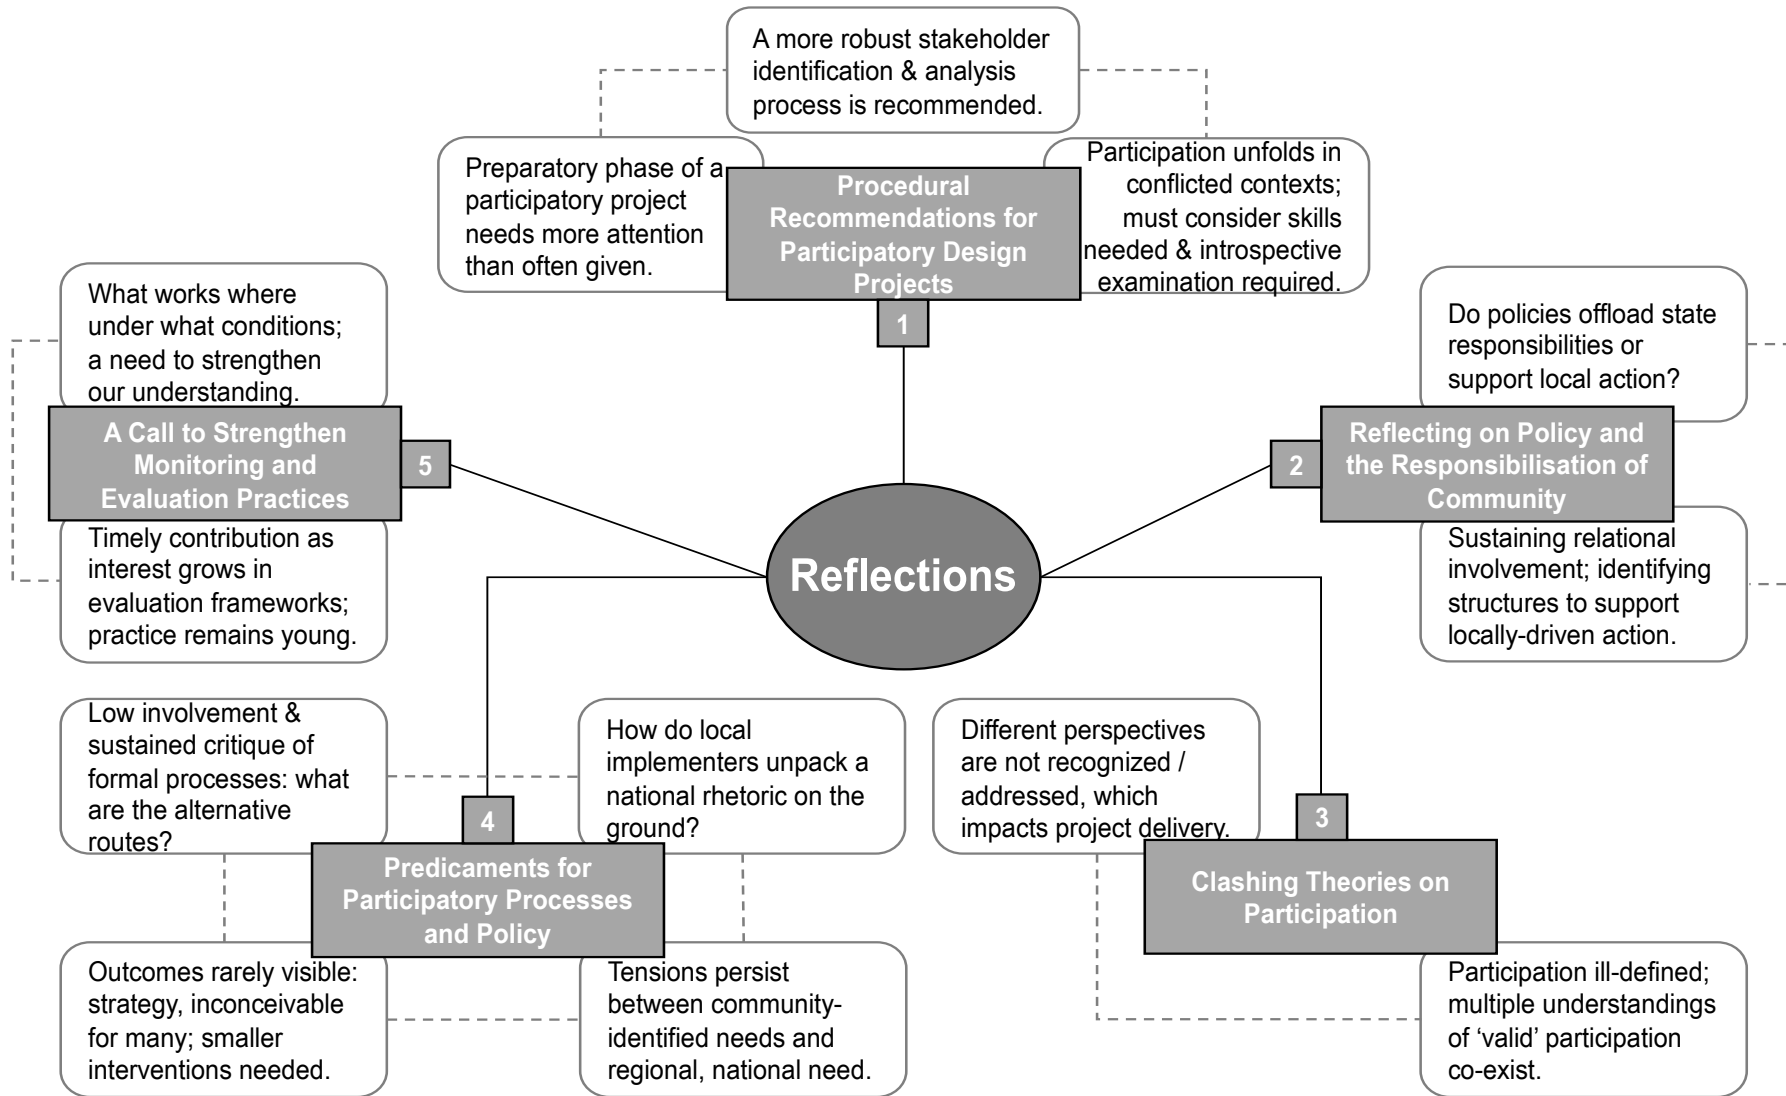 A more robust stakeholder
identification & analysis
process is recommended.
Preparatory phase of a
participatory project
needs more attention
than often given.
Participation unfolds in
conflicted contexts;
must consider skills
needed & introspective
examination required.
Procedural
Recommendations for
Participatory Design
Projects
1
What works where
under what conditions;
a need to strengthen
our understanding.
A Call to Strengthen
Monitoring and
Evaluation Practices
5
Timely contribution as
interest grows in
evaluation frameworks;
practice remains young.
Do policies offload state
responsibilities or
support local action?
2
Reflecting on Policy and
the Responsibilisation of
Community
Sustaining relational
involvement; identifying
structures to support
locally-driven action.
Reflections
Low involvement &
sustained critique of
formal processes: what
are the alternative
routes?
How do local
implementers unpack a
national rhetoric on the
ground?
4
Predicaments for
Participatory Processes
and Policy
Outcomes rarely visible:
strategy, inconceivable
for many; smaller
interventions needed.
Tensions persist
between community-
identified needs and
regional, national need.
Different perspectives
are not recognized /
addressed, which
impacts project delivery.
3
Clashing Theories on
Participation
Participation ill-defined;
multiple understandings
of ‘valid’ participation
co-exist.